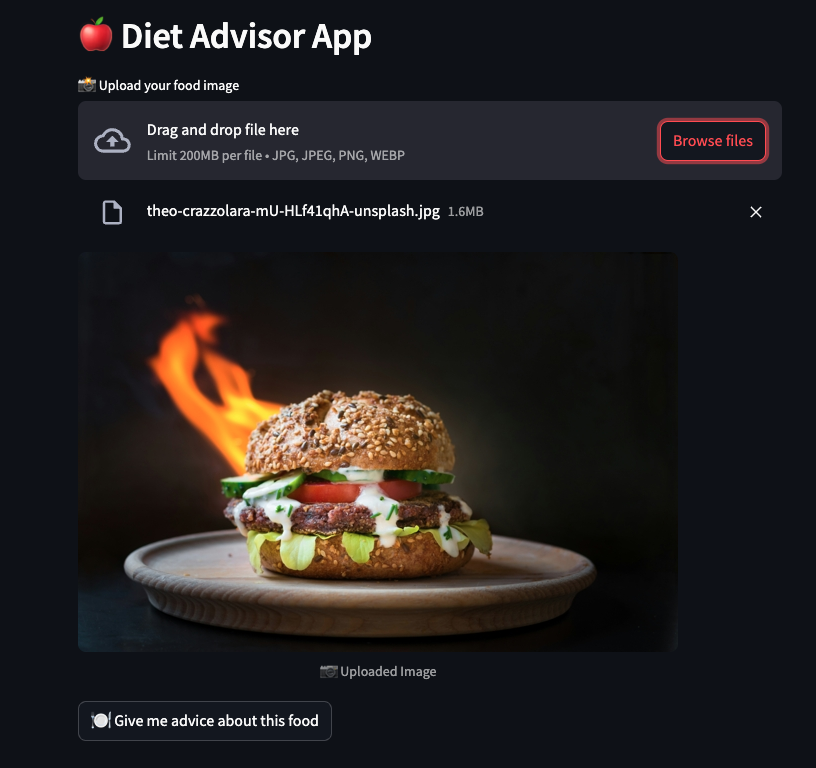 🍎 Diet Advisor App
📸 Upload your food image
Drag and drop file here
Limit 200MB per file • JPG, JPEG, PNG, WEBP
Browse files
theo-crazzolara-mU-HLf41qhA-unsplash.jpg 1.6MB
📷 Uploaded Image
🍽️ Give me advice about this food